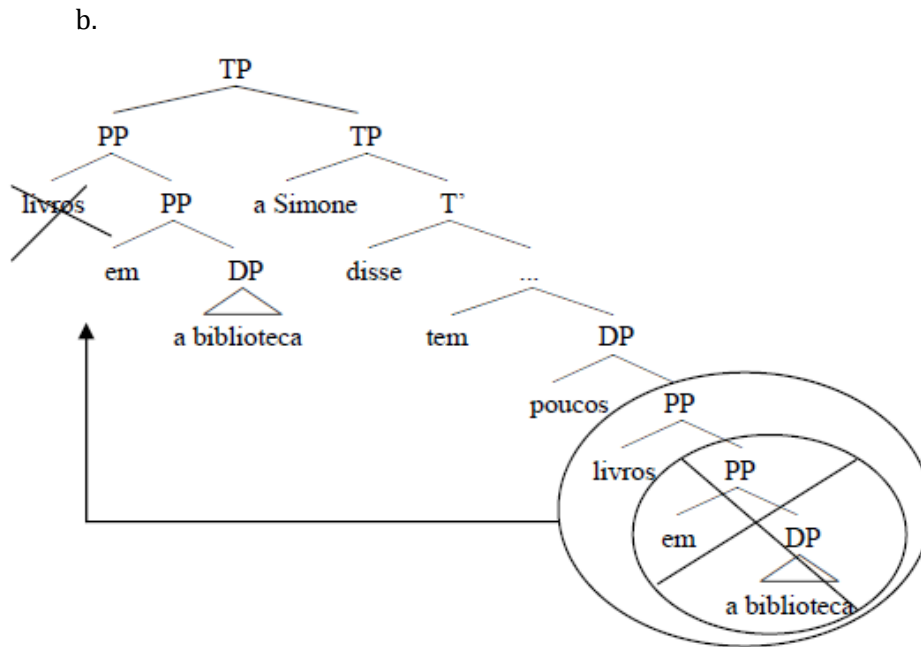 b.
TP
PP TP
livros PP a Simone T’
em DP disse ...
a biblioteca tem DP
poucos PP
livros PP
em DP
a biblioteca